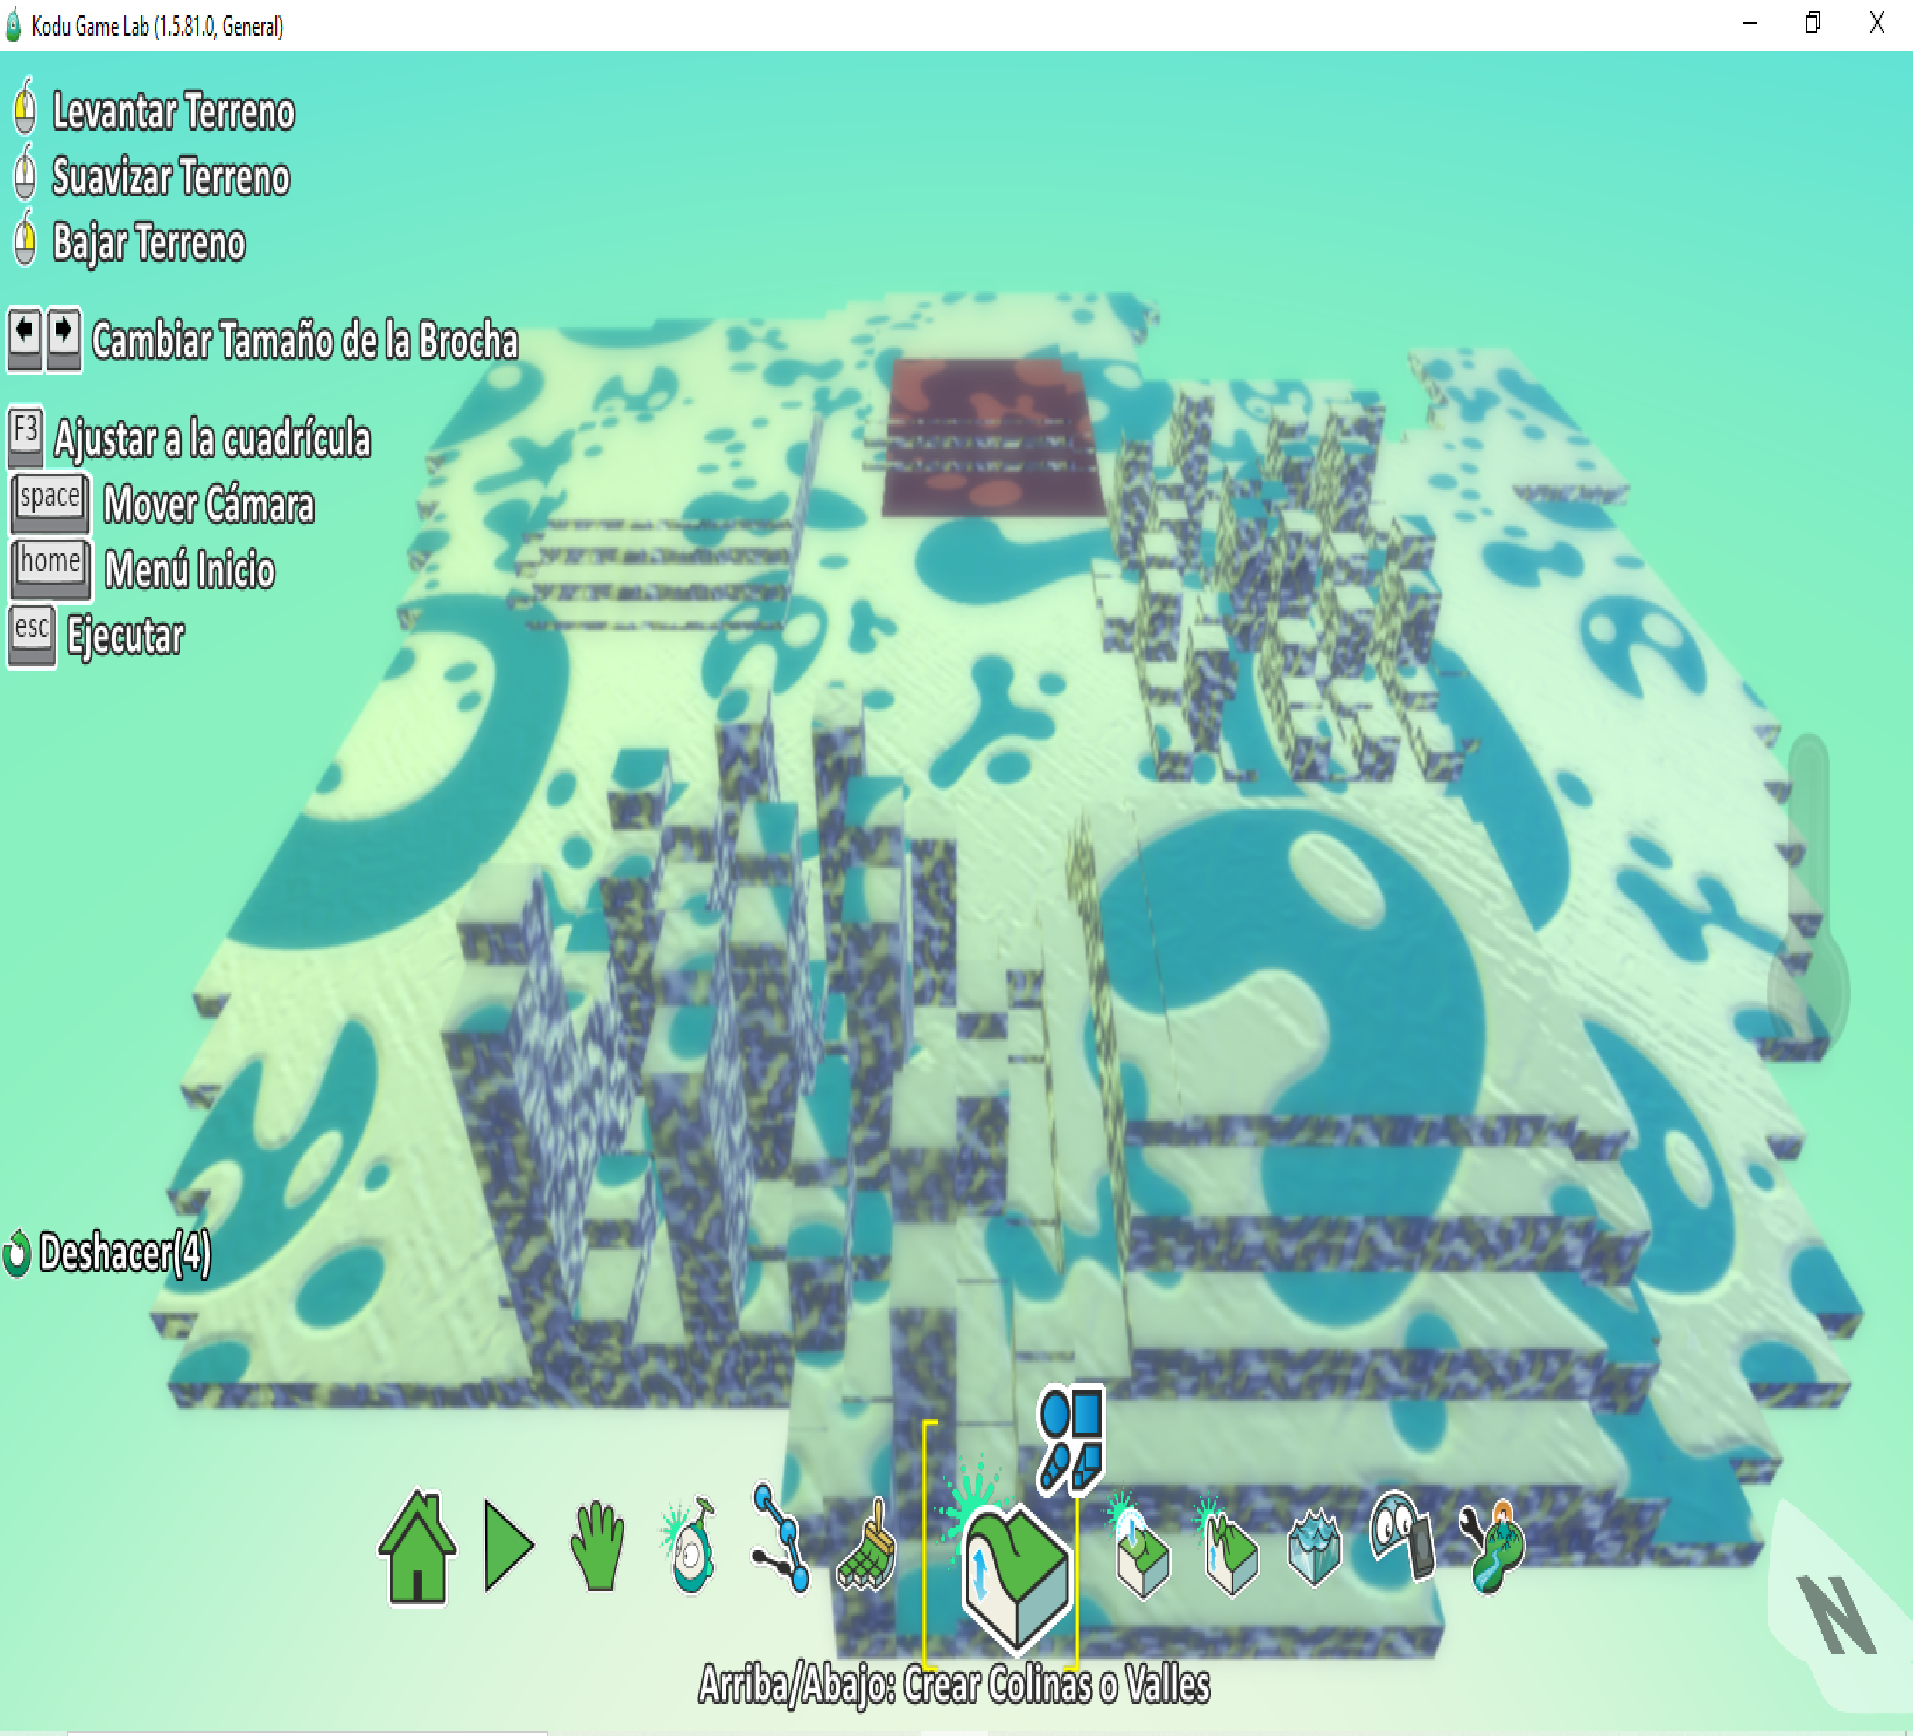 Kodu Game Lab (1.5.81.0, General)
Levantar Terreno
Suavizar Terreno
Bajar Terreno
Cambiar Tamaño de la Brocha
F3 Ajustar a la cuadrícula
space Mover Cámara
home Menú Inicio
esc Ejecutar
Deshacer(4)
N
Arriba/Abajo: Crear Colinas o Valles